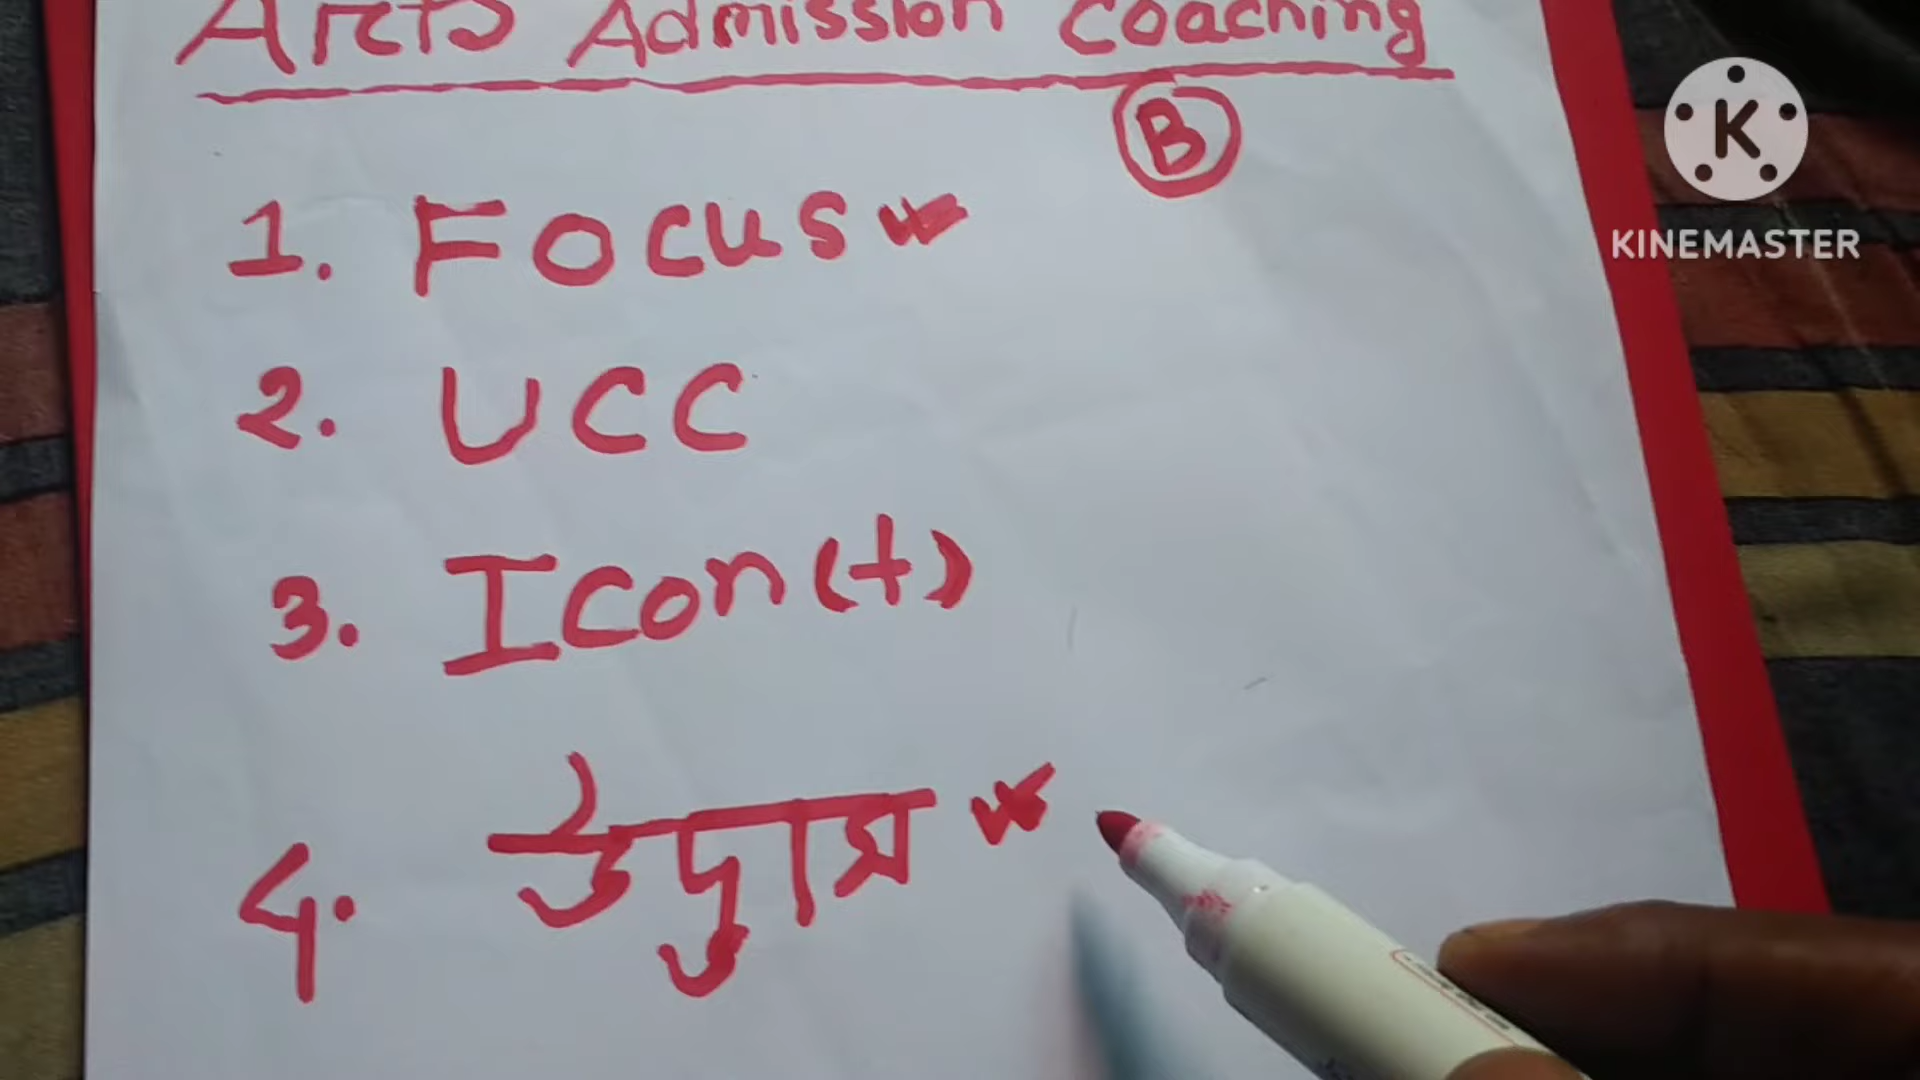 Arts Admission Coaching
B
1. Focus
2. UCC
3. Icon(+)
4. উদ্ভাস
K
KINEMASTER